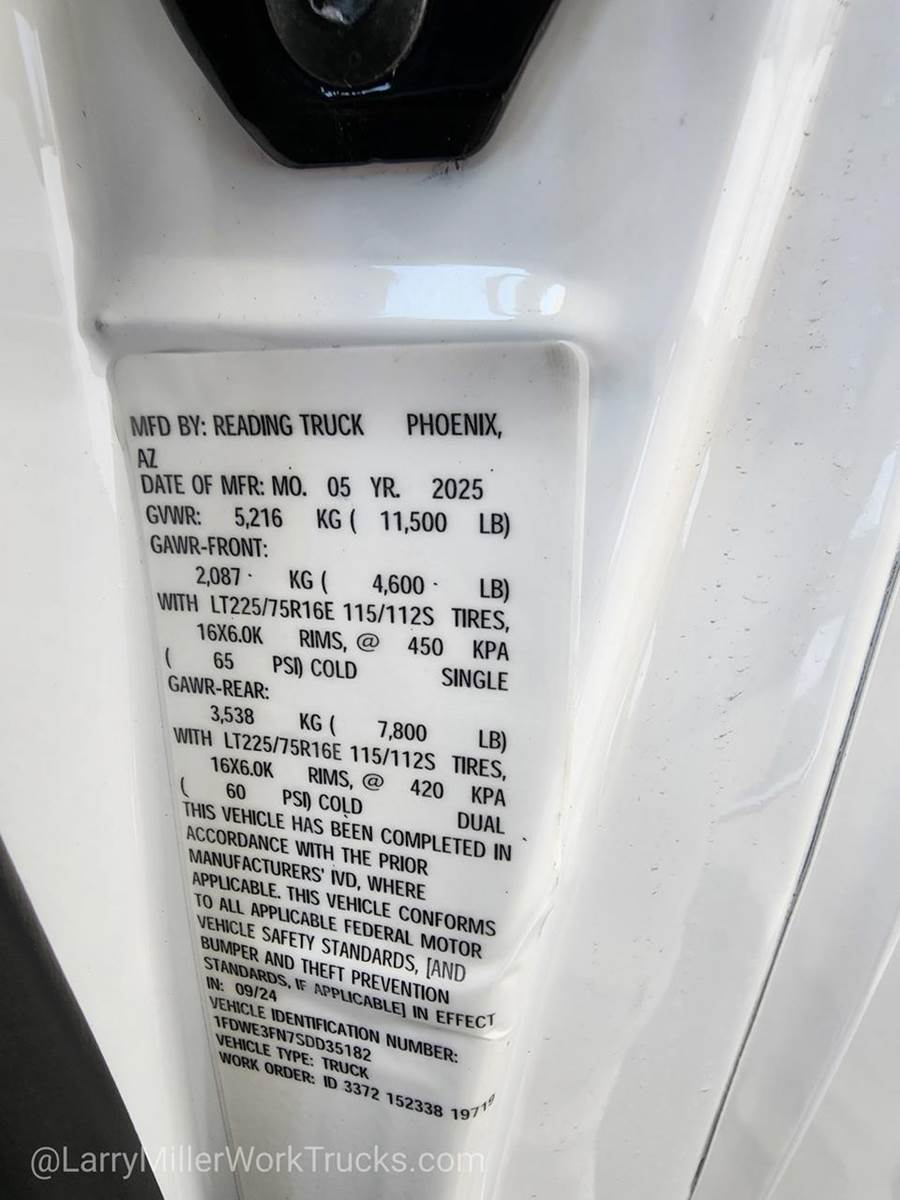 MFD BY: READING TRUCK PHOENIX,
AZ
DATE OF MFR: MO. 05 YR. 2025
GVWR: 5,216 KG ( 11,500 LB)
GAWR-FRONT:
2,087 KG ( 4,600 LB)
WITH LT225/75R16E 115/112S TIRES,
16X6.0K RIMS, @ 450 KPA
( 65 PSI) COLD SINGLE
GAWR-REAR:
3,538 KG ( 7,800 LB)
WITH LT225/75R16E 115/112S TIRES,
16X6.0K RIMS, @ 420 KPA
( 60 PSI) COLD DUAL
THIS VEHICLE HAS BEEN COMPLETED IN
ACCORDANCE WITH THE PRIOR
MANUFACTURERS' IVD, WHERE
APPLICABLE. THIS VEHICLE CONFORMS
TO ALL APPLICABLE FEDERAL MOTOR
VEHICLE SAFETY STANDARDS, [AND
BUMPER AND THEFT PREVENTION
STANDARDS, IF APPLICABLE] IN EFFECT
IN: 09/24
VEHICLE IDENTIFICATION NUMBER:
1FDWE3FN7SDD35182
VEHICLE TYPE: TRUCK
WORK ORDER: ID 3372 152338 19719
@LarryMillerWorkTrucks.com